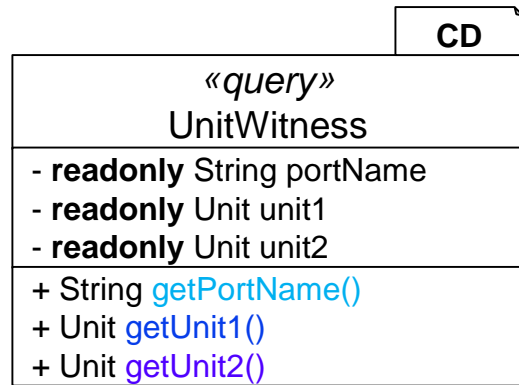 CD
«query»
UnitWitness
- readonly String portName
- readonly Unit unit1
- readonly Unit unit2
+ String getPortName()
+ Unit getUnit1()
+ Unit getUnit2()